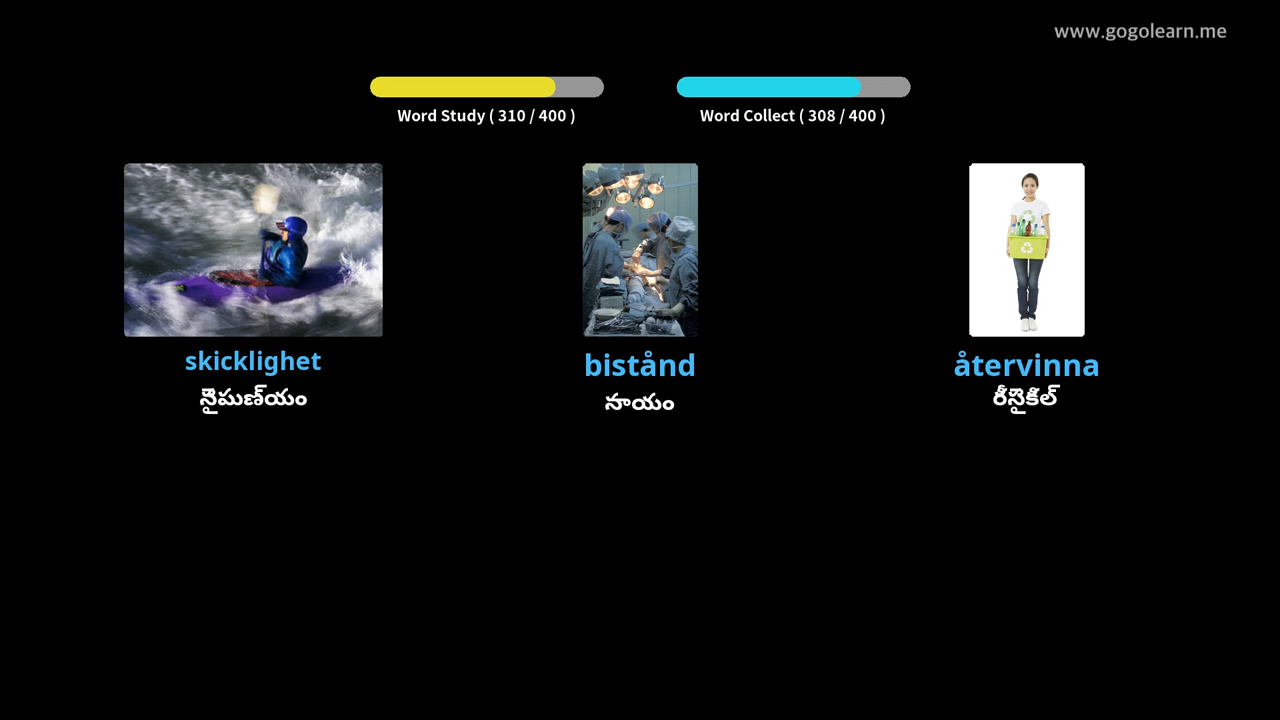 www.gogolearn.me
Word Study ( 310 / 400 )
Word Collect ( 308 / 400 )
skicklighet
bistånd
återvinna
నైపుణ్‌యం
సాయం
రీసైకిల్